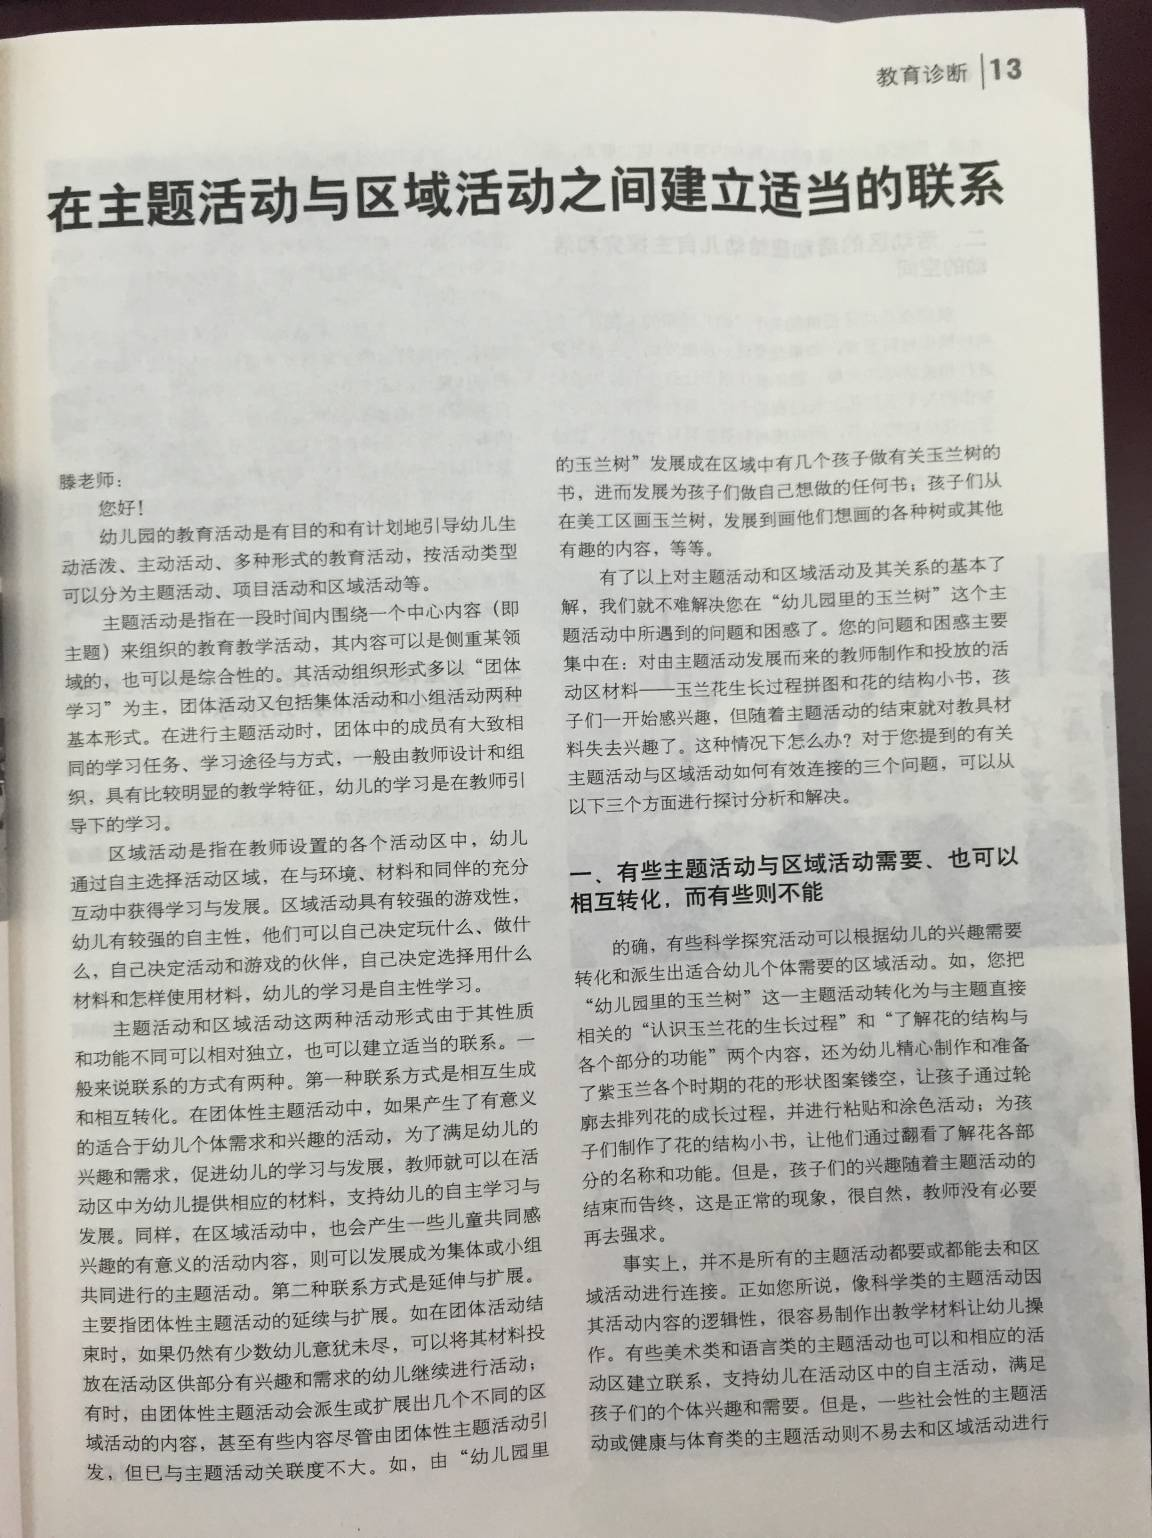 教育诊断 13
在主题活动与区域活动之间建立适当的联系
滕老师：
您好！
幼儿园的教育活动是有目的和有计划地引导幼儿生
动活泼、主动活动、多种形式的教育活动，按活动类型
可以分为主题活动、项目活动和区域活动等。
主题活动是指在一段时间内围绕一个中心内容（即
主题）来组织的教育教学活动，其内容可以是侧重某领
域的，也可以是综合性的。其活动组织形式多以“团体
学习”为主，团体活动又包括集体活动和小组活动两种
基本形式。在进行主题活动时，团体中的成员有大致相
同的学习任务、学习途径与方式，一般由教师设计和组
织，具有比较明显的教学特征，幼儿的学习是在教师引
导下的学习。
区域活动是指在教师设置的各个活动区中，幼儿
通过自主选择活动区域，在与环境、材料和同伴的充分
互动中获得学习与发展。区域活动具有较强的游戏性，
幼儿有较强的自主性，他们可以自己决定玩什么、做什
么，自己决定活动和游戏的伙伴，自己决定选择用什么
材料和怎样使用材料，幼儿的学习是自主性学习。
主题活动和区域活动这两种活动形式由于其性质
和功能不同可以相对独立，也可以建立适当的联系。一
般来说联系的方式有两种。第一种联系方式是相互生成
和相互转化。在团体性主题活动中，如果产生了有意义
的适合于幼儿个体需求和兴趣的活动，为了满足幼儿的
兴趣和需求，促进幼儿的学习与发展，教师就可以在活
动区中为幼儿提供相应的材料，支持幼儿的自主学习与
发展。同样，在区域活动中，也会产生一些儿童共同感
兴趣的有意义的活动内容，则可以发展成为集体或小组
共同进行的主题活动。第二种联系方式是延伸与扩展。
主要指团体性主题活动的延续与扩展。如在团体活动结
束时，如果仍然有少数幼儿意犹未尽，可以将其材料投
放在活动区供部分有兴趣和需求的幼儿继续进行活动；
有时，由团体性主题活动会派生或扩展出几个不同的区
域活动的内容，甚至有些内容尽管由团体性主题活动引
发，但已与主题活动关联度不大。如，由“幼儿园里
的玉兰树”发展成在区域中有几个孩子做有关玉兰树的
书，进而发展为孩子们做自己想做的任何书；孩子们从
在美工区画玉兰树，发展到画他们想画的各种树或其他
有趣的内容，等等。
有了以上对主题活动和区域活动及其关系的基本了
解，我们就不难解决您在“幼儿园里的玉兰树”这个主
题活动中所遇到的问题和困惑了。您的问题和困惑主要
集中在：对由主题活动发展而来的教师制作和投放的活
动区材料——玉兰花生长过程拼图和花的结构小书，孩
子们一开始感兴趣，但随着主题活动的结束就对教具材
料失去兴趣了。这种情况下怎么办？对于您提到的有关
主题活动与区域活动如何有效连接的三个问题，可以从
以下三个方面进行探讨分析和解决。
一、有些主题活动与区域活动需要、也可以
相互转化，而有些则不能
的确，有些科学探究活动可以根据幼儿的兴趣需要
转化和派生出适合幼儿个体需要的区域活动。如，您把
“幼儿园里的玉兰树”这一主题活动转化为与主题直接
相关的“认识玉兰花的生长过程”和“了解花的结构与
各个部分的功能”两个内容，还为幼儿精心制作和准备
了紫玉兰各个时期的花的形状图案镂空，让孩子通过轮
廓去排列花的成长过程，并进行粘贴和涂色活动；为孩
子们制作了花的结构小书，让他们通过翻看了解花各部
分的名称和功能。但是，孩子们的兴趣随着主题活动的
结束而告终，这是正常的现象，很自然，教师没有必要
再去强求。
事实上，并不是所有的主题活动都要或都能去和区
域活动进行连接。正如您所说，像科学类的主题活动因
其活动内容的逻辑性，很容易制作出教学材料让幼儿操
作。有些美术类和语言类的主题活动也可以和相应的活
动区建立联系，支持幼儿在活动区中的自主活动，满足
孩子们的个体兴趣和需要。但是，一些社会性的主题活
动或健康与体育类的主题活动则不易去和区域活动进行